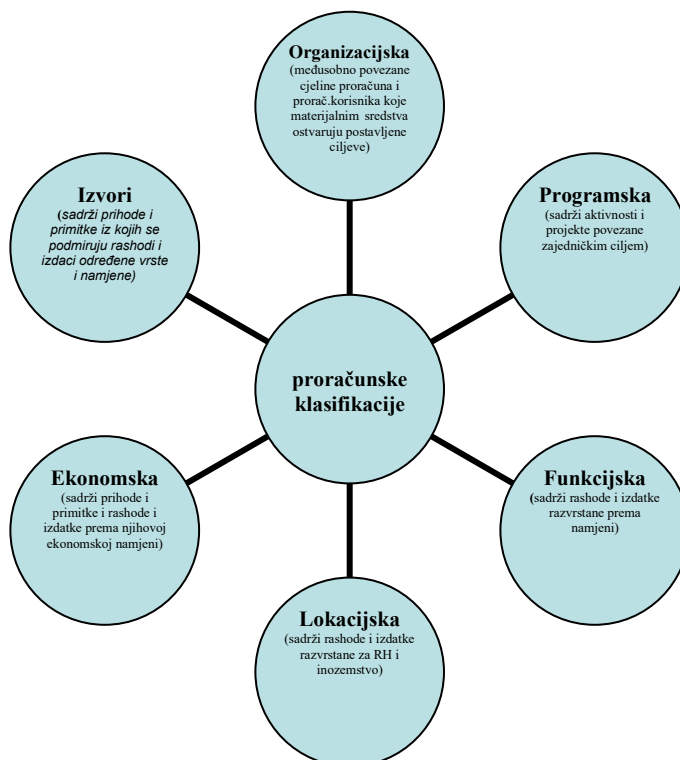 Organizacijska
(međusobno povezane
cjeline proračuna i
prorač.korisnika koje
materijalnim sredstva
ostvaruju postavljene
ciljeve)
Izvori
(sadrži prihode i
primitke iz kojih se
podmiruju rashodi i
izdaci određene vrste
i namjene)
Programska
(sadrži aktivnosti i
projekte povezane
zajedničkim ciljem)
proračunske
klasifikacije
Ekonomska
(sadrži prihode i
primitke i rashode i
izdatke prema njihovoj
ekonomskoj namjeni)
Funkcijska
(sadrži rashode i izdatke
razvrstane prema
namjeni)
Lokacijska
(sadrži rashode i izdatke
razvrstane za RH i
inozemstvo)